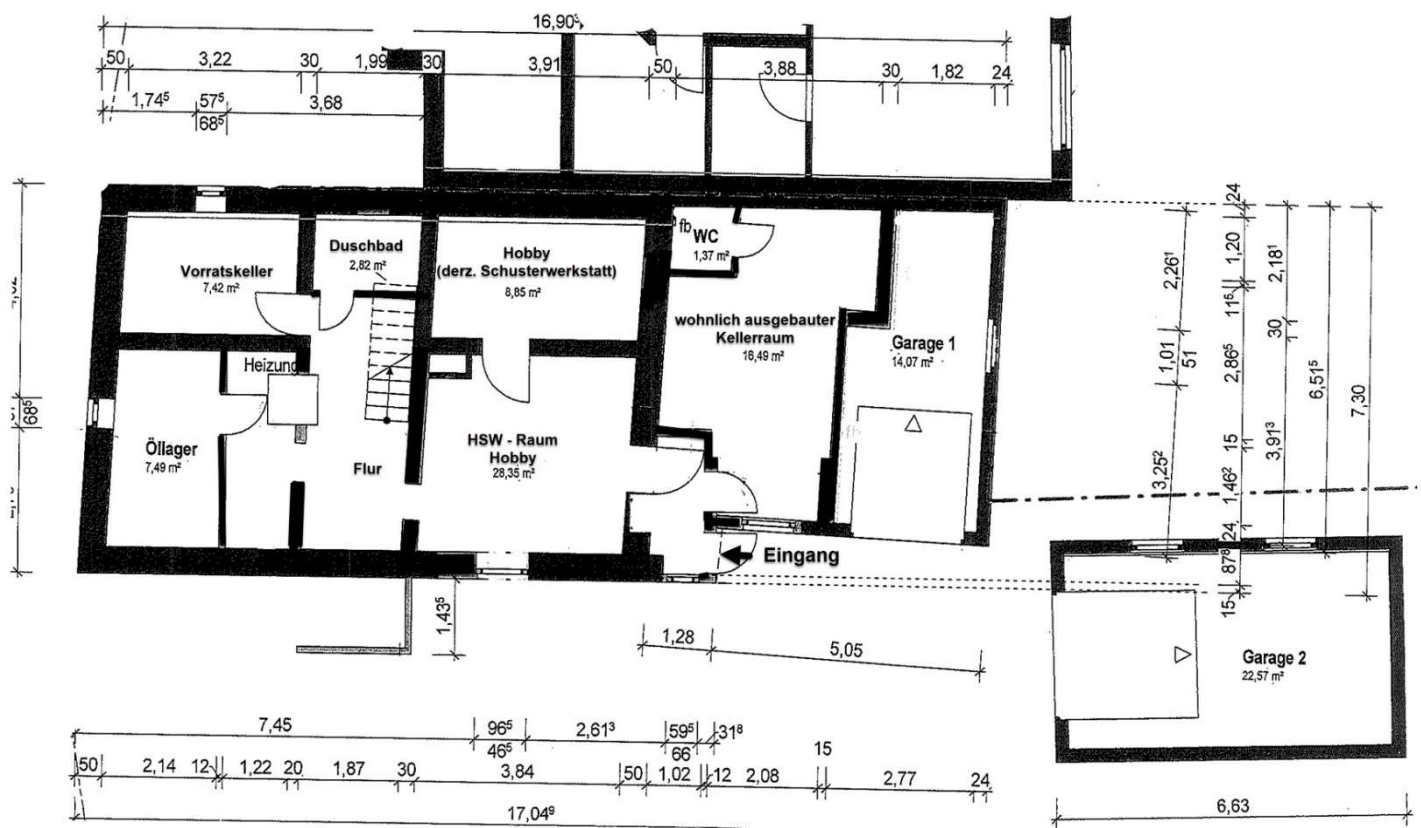 16,90⁵
50 3,22 30 1,99 30 3,91 50 3,88 30 1,82 24
1,74⁵ 57⁵ 3,68
68⁵
fb
WC
1,37 m²
Duschbad
2,82 m²
Hobby
(derz. Schusterwerkstatt)
8,85 m²
Vorratskeller
7,42 m²
wohnlich ausgebauter
Kellerraum
16,49 m²
Garage 1
14,07 m²
Heizung
68⁵
Öllager
7,49 m²
Flur
HSW - Raum
Hobby
28,35 m²
Eingang
24
1,20
11⁵
2,86⁵
15
11
1,46²
24
87⁸
15
2,26¹
1,01
51
3,25²
2,18¹
30
3,91³
6,51⁵
7,30
1,43⁵
1,28 5,05
Garage 2
22,57 m²
7,45 96⁵ 2,61³ 59⁵ 31⁸
46⁵ 66 15
50 2,14 12 1,22 20 1,87 30 3,84 50 1,02 12 2,08 2,77 24
17,04⁹
6,63